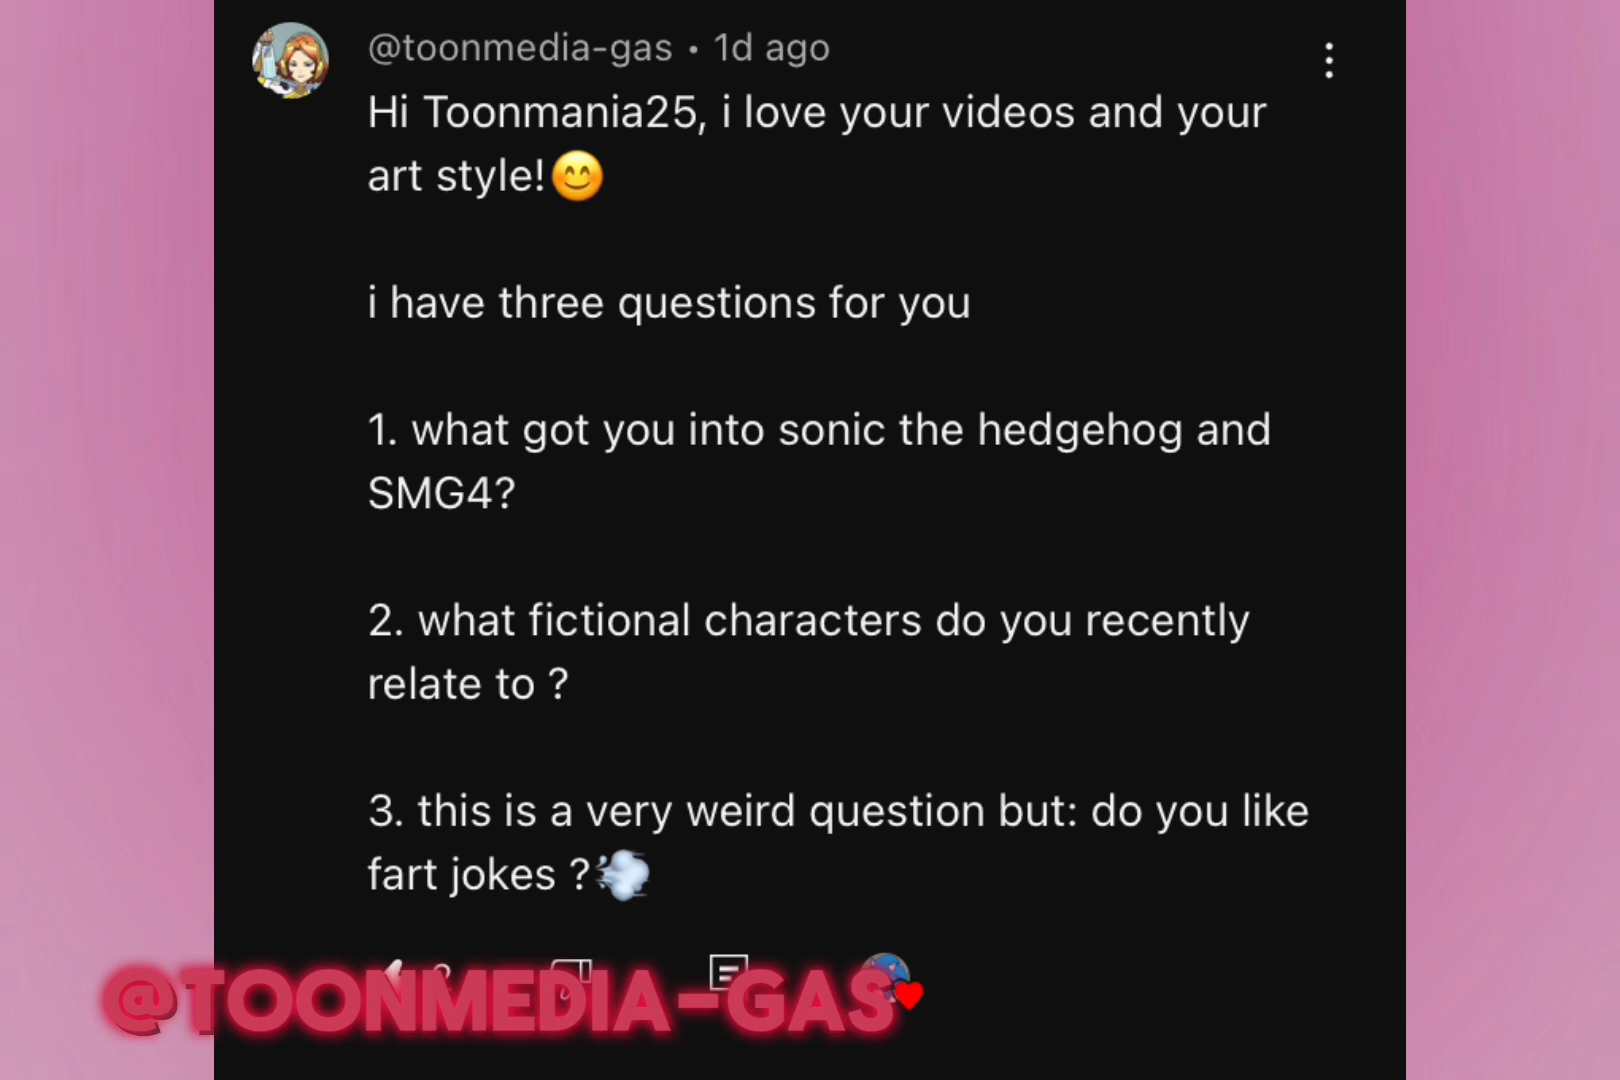 @toonmedia-gas • 1d ago
Hi Toonmania25, i love your videos and your
art style!😊
i have three questions for you
1. what got you into sonic the hedgehog and
SMG4?
2. what fictional characters do you recently
relate to ?
3. this is a very weird question but: do you like
fart jokes ?💨
@TOONMEDIA-GAS